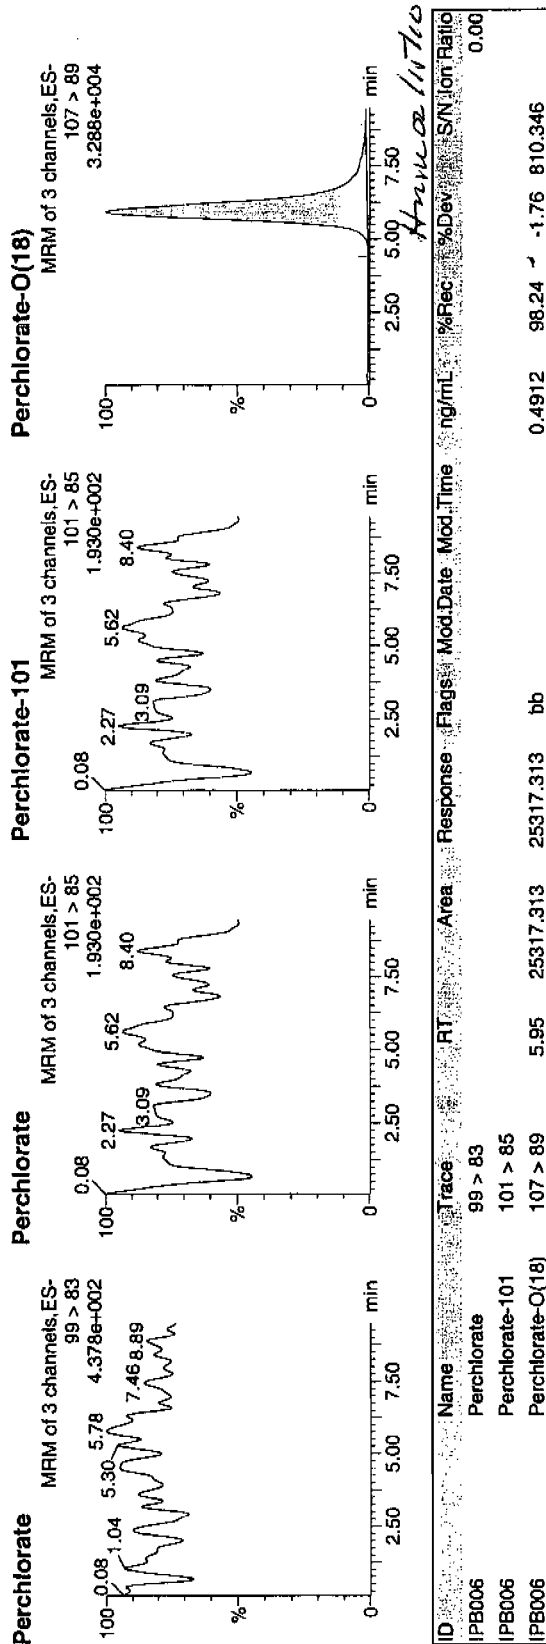 Perchlorate
MRM of 3 channels,ES-
99 > 83
4.378e+002
100
%
0
0.08
1.04
5.30
5.78
7.46
8.89
2.50
5.00
7.50
min
Perchlorate
MRM of 3 channels,ES-
101 > 85
1.930e+002
100
%
0
0.08
2.27
3.09
5.62
8.40
2.50
5.00
7.50
min
Perchlorate-101
MRM of 3 channels,ES-
101 > 85
1.930e+002
100
%
0
0.08
2.27
3.09
5.62
8.40
2.50
5.00
7.50
min
Perchlorate-O(18)
MRM of 3 channels,ES-
107 > 89
3.288e+004
100
%
0
2.50
5.00
7.50
min
ID Name Trace RT Area Response Flags Mod.Date Mod.Time ng/mL %Rec %Dev S/N Ion Ratio
IPB006 Perchlorate 99 > 83 0.00
IPB006 Perchlorate-101 101 > 85
IPB006 Perchlorate-O(18) 107 > 89 5.95 25317.313 25317.313 bb 0.4912 98.24 -1.76 810.346